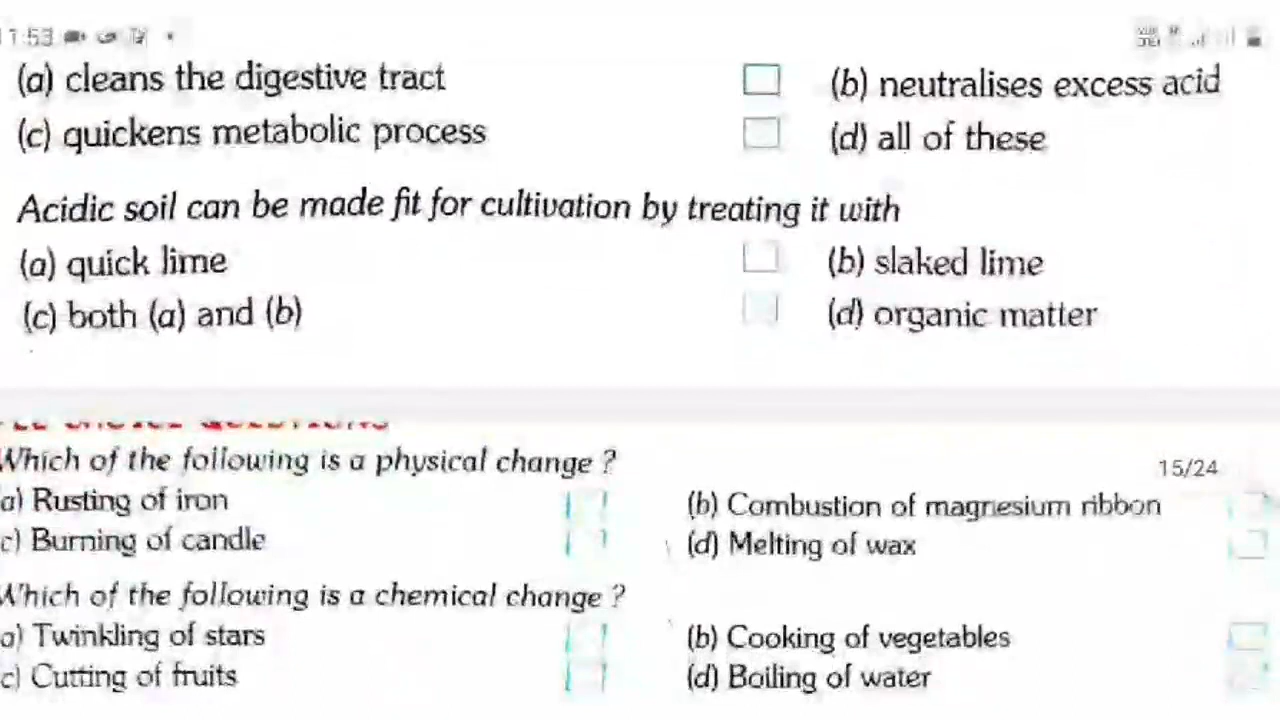 11:53
(a) cleans the digestive tract (b) neutralises excess acid
(c) quickens metabolic process (d) all of these
Acidic soil can be made fit for cultivation by treating it with
(a) quick lime (b) slaked lime
(c) both (a) and (b) (d) organic matter
Which of the following is a physical change ?
15/24
a) Rusting of iron (b) Combustion of magnesium ribbon
c) Burning of candle (d) Melting of wax
Which of the following is a chemical change ?
a) Twinkling of stars (b) Cooking of vegetables
c) Cutting of fruits (d) Boiling of water